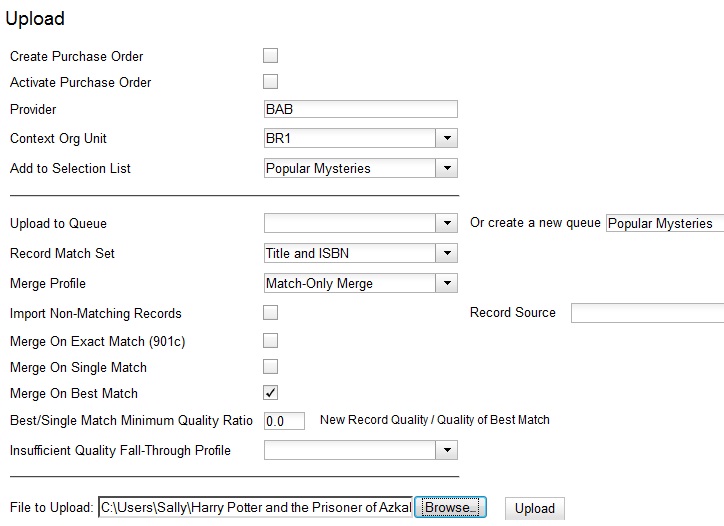 Upload
Create Purchase Order
Activate Purchase Order
Provider BAB
Context Org Unit BR1
Add to Selection List Popular Mysteries
Upload to Queue Or create a new queue Popular Mysteries
Record Match Set Title and ISBN
Merge Profile Match-Only Merge
Import Non-Matching Records Record Source
Merge On Exact Match (901c)
Merge On Single Match
Merge On Best Match
Best/Single Match Minimum Quality Ratio 0.0 New Record Quality / Quality of Best Match
Insufficient Quality Fall-Through Profile
File to Upload: C:\Users\Sally\Harry Potter and the Prisoner of Azkal Browse... Upload